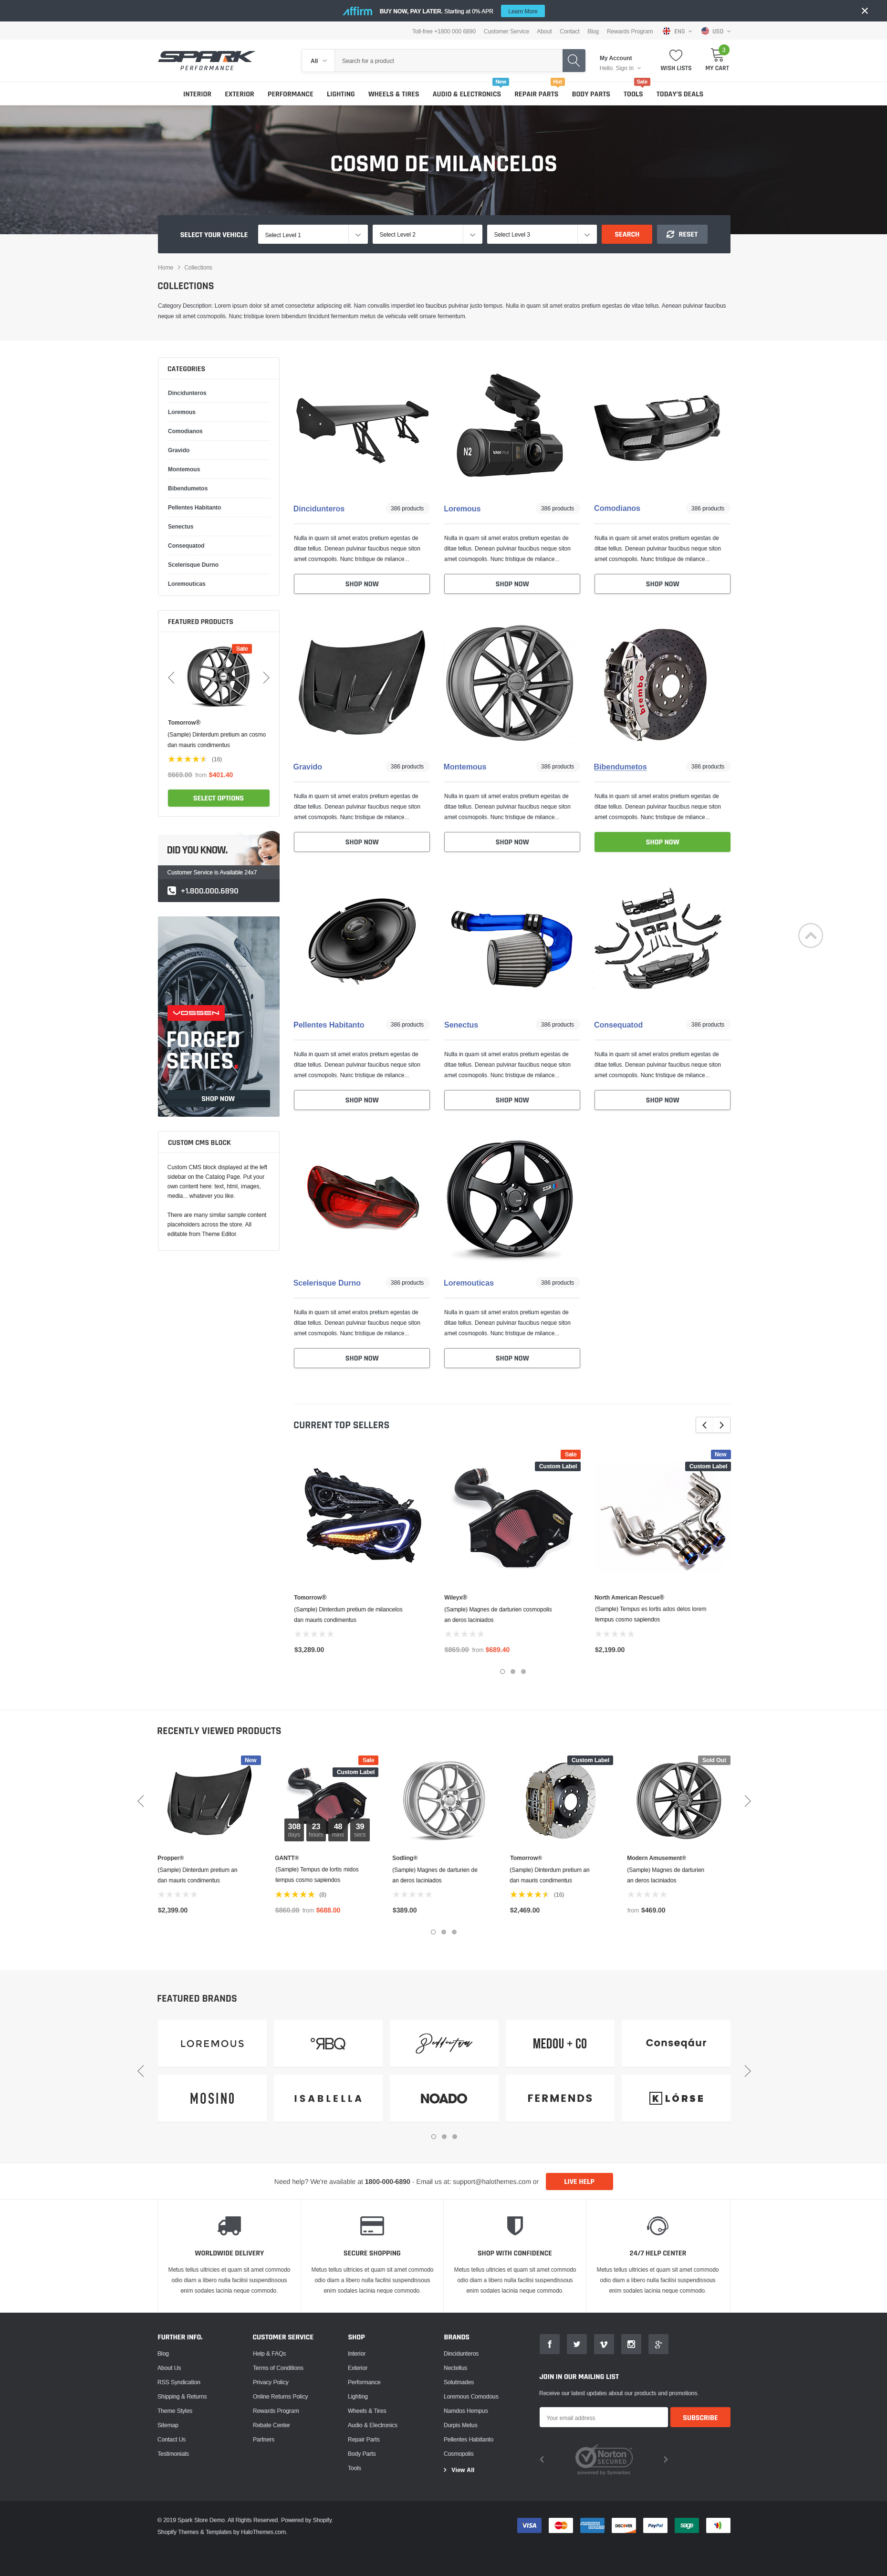 affirm BUY NOW, PAY LATER. Starting at 0% APR Learn More
Toll-free +1800 000 6890 Customer Service About Contact Blog Rewards Program ENG USD
SPARK
PERFORMANCE
All Search for a product
My Account
Hello. Sign In
WISH LISTS
3
MY CART
New Hot Sale
INTERIOR EXTERIOR PERFORMANCE LIGHTING WHEELS & TIRES AUDIO & ELECTRONICS REPAIR PARTS BODY PARTS TOOLS TODAY'S DEALS
COSMO DE MILANCELOS
SELECT YOUR VEHICLE Select Level 1 Select Level 2 Select Level 3 SEARCH RESET
Home Collections
COLLECTIONS
Category Description: Lorem ipsum dolor sit amet consectetur adipiscing elit. Nam convallis imperdiet leo faucibus pulvinar justo tempus. Nulla in quam sit amet eratos pretium egestas de vitae tellus. Aenean pulvinar faucibus
neque sit amet cosmopolis. Nunc tristique lorem bibendum tincidunt fermentum metus de vehicula velit ornare fermentum.
CATEGORIES
Dincidunteros
Loremous
Comodianos
Gravido
Montemous
Bibendumetos
Pellentes Habitanto
Senectus
Consequatod
Scelerisque Durno
Loremouticas
FEATURED PRODUCTS
Sale
Tomorrow®
(Sample) Dinterdum pretium an cosmo
dan mauris condimentus
(16)
$669.00 from $401.40
SELECT OPTIONS
DID YOU KNOW.
Customer Service is Available 24x7
+1.800.000.6890
VOSSEN
FORGED
SERIES.
SHOP NOW
CUSTOM CMS BLOCK
Custom CMS block displayed at the left
sidebar on the Catalog Page. Put your
own content here: text, html, images,
media... whatever you like.
There are many similar sample content
placeholders across the store. All
editable from Theme Editor.
N2 VANTRUE
Dincidunteros 386 products
Nulla in quam sit amet eratos pretium egestas de
ditae tellus. Denean pulvinar faucibus neque siton
amet cosmopolis. Nunc tristique de milance...
SHOP NOW
Loremous 386 products
Nulla in quam sit amet eratos pretium egestas de
ditae tellus. Denean pulvinar faucibus neque siton
amet cosmopolis. Nunc tristique de milance...
SHOP NOW
Comodianos 386 products
Nulla in quam sit amet eratos pretium egestas de
ditae tellus. Denean pulvinar faucibus neque siton
amet cosmopolis. Nunc tristique de milance...
SHOP NOW
brembo
Gravido 386 products
Nulla in quam sit amet eratos pretium egestas de
ditae tellus. Denean pulvinar faucibus neque siton
amet cosmopolis. Nunc tristique de milance...
SHOP NOW
Montemous 386 products
Nulla in quam sit amet eratos pretium egestas de
ditae tellus. Denean pulvinar faucibus neque siton
amet cosmopolis. Nunc tristique de milance...
SHOP NOW
Bibendumetos 386 products
Nulla in quam sit amet eratos pretium egestas de
ditae tellus. Denean pulvinar faucibus neque siton
amet cosmopolis. Nunc tristique de milance...
SHOP NOW
Pellentes Habitanto 386 products
Nulla in quam sit amet eratos pretium egestas de
ditae tellus. Denean pulvinar faucibus neque siton
amet cosmopolis. Nunc tristique de milance...
SHOP NOW
Senectus 386 products
Nulla in quam sit amet eratos pretium egestas de
ditae tellus. Denean pulvinar faucibus neque siton
amet cosmopolis. Nunc tristique de milance...
SHOP NOW
Consequatod 386 products
Nulla in quam sit amet eratos pretium egestas de
ditae tellus. Denean pulvinar faucibus neque siton
amet cosmopolis. Nunc tristique de milance...
SHOP NOW
Scelerisque Durno 386 products
Nulla in quam sit amet eratos pretium egestas de
ditae tellus. Denean pulvinar faucibus neque siton
amet cosmopolis. Nunc tristique de milance...
SHOP NOW
Loremouticas 386 products
Nulla in quam sit amet eratos pretium egestas de
ditae tellus. Denean pulvinar faucibus neque siton
amet cosmopolis. Nunc tristique de milance...
SHOP NOW
CURRENT TOP SELLERS
Tomorrow®
(Sample) Dinterdum pretium de milancelos
dan mauris condimentus
$3,289.00
Sale
Custom Label
Wileyx®
(Sample) Magnes de darturien cosmopolis
an deros laciniados
$869.00 from $689.40
New
Custom Label
North American Rescue®
(Sample) Tempus es lortis ados delos lorem
tempus cosmo sapiendos
$2,199.00
RECENTLY VIEWED PRODUCTS
New
Propper®
(Sample) Dinterdum pretium an
dan mauris condimentus
$2,399.00
Sale
Custom Label
308 23 48 39
days hours mins secs
GANTT®
(Sample) Tempus de lortis midos
tempus cosmo sapiendos
(8)
$860.00 from $688.00
Sodling®
(Sample) Magnes de darturien de
an deros laciniados
$389.00
Custom Label
Tomorrow®
(Sample) Dinterdum pretium an
dan mauris condimentus
(16)
$2,469.00
Sold Out
Modern Amusement®
(Sample) Magnes de darturien
an deros laciniados
from $469.00
FEATURED BRANDS
LOREMOUS
MEDOU + CO
Conseqāur
MOSINO
ISABLELLA
NOADO
FERMENDS
K LÓRSE
Need help? We're available at 1800-000-6890 - Email us at: support@halothemes.com or LIVE HELP
WORLDWIDE DELIVERY
Metus tellus ultricies et quam sit amet commodo
odio diam a libero nulla facilisi suspendissous
enim sodales lacinia neque commodo.
SECURE SHOPPING
Metus tellus ultricies et quam sit amet commodo
odio diam a libero nulla facilisi suspendissous
enim sodales lacinia neque commodo.
SHOP WITH CONFIDENCE
Metus tellus ultricies et quam sit amet commodo
odio diam a libero nulla facilisi suspendissous
enim sodales lacinia neque commodo.
24/7 HELP CENTER
Metus tellus ultricies et quam sit amet commodo
odio diam a libero nulla facilisi suspendissous
enim sodales lacinia neque commodo.
FURTHER INFO.
Blog
About Us
RSS Syndication
Shipping & Returns
Theme Styles
Sitemap
Contact Us
Testimonials
CUSTOMER SERVICE
Help & FAQs
Terms of Conditions
Privacy Policy
Online Returns Policy
Rewards Program
Rebate Center
Partners
SHOP
Interior
Exterior
Performance
Lighting
Wheels & Tires
Audio & Electronics
Repair Parts
Body Parts
Tools
BRANDS
Dincidunteros
Nectellus
Solutmades
Loremous Comodous
Namdos Hempus
Durpis Metus
Pellentes Habitanto
Cosmopolis
View All
JOIN IN OUR MAILING LIST
Receive our latest updates about our products and promotions.
Your email address SUBSCRIBE
Norton
SECURED
powered by Symantec
© 2019 Spark Store Demo. All Rights Reserved. Powered by Shopify.
Shopify Themes & Templates by HaloThemes.com.
VISA MasterCard AMERICAN EXPRESS DISCOVER PayPal sage